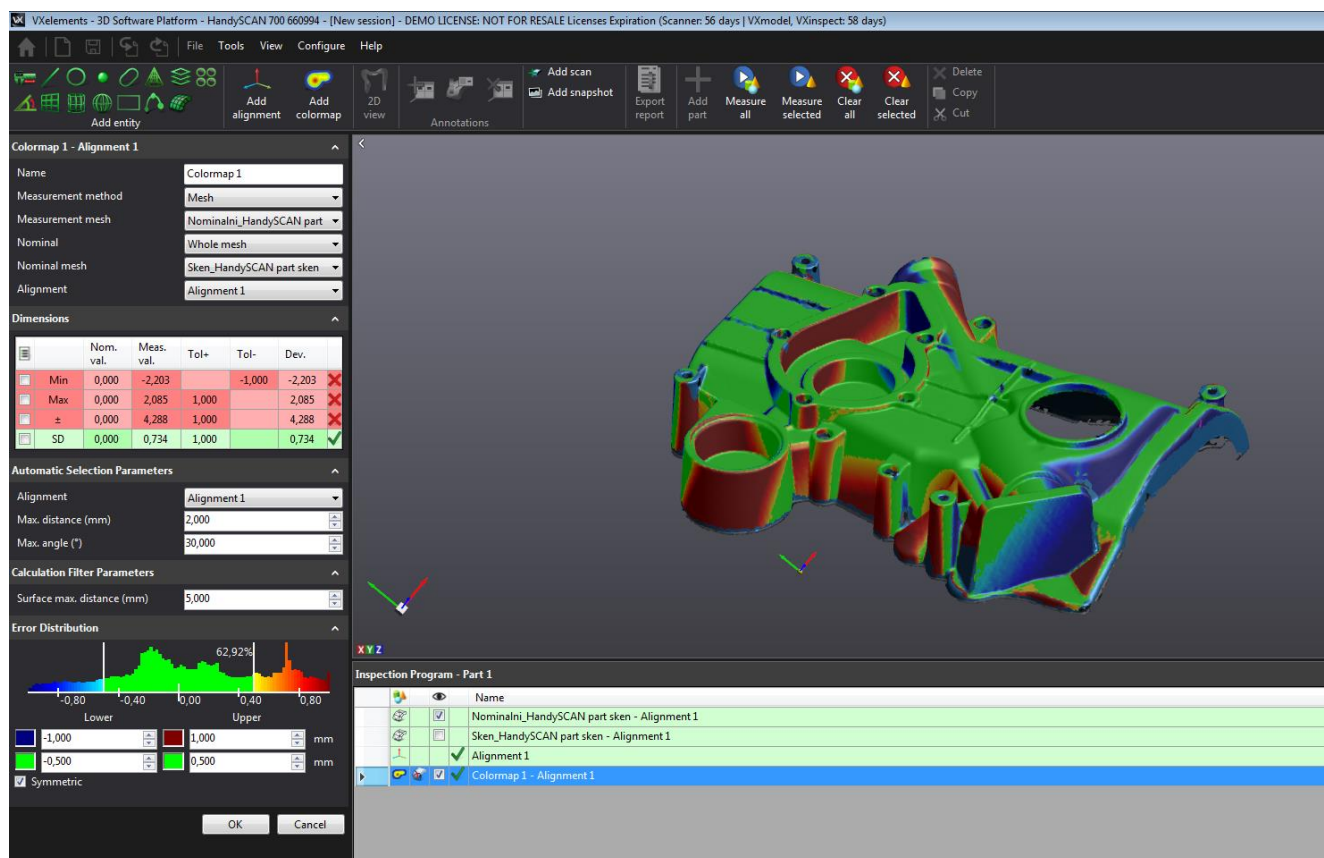 VXelements - 3D Software Platform - HandySCAN 700 660994 - [New session] - DEMO LICENSE: NOT FOR RESALE Licenses Expiration (Scanner: 56 days | VXmodel, VXinspect: 58 days)
File Tools View Configure Help
Add entity
Add alignment
Add colormap
2D view
Annotations
Add scan
Add snapshot
Export report
Add part
Measure all
Measure selected
Clear all
Clear selected
Delete
Copy
Cut
Colormap 1 - Alignment 1
Name Colormap 1
Measurement method Mesh
Measurement mesh Nominalni_HandySCAN part
Nominal Whole mesh
Nominal mesh Sken_HandySCAN part sken
Alignment Alignment 1
Dimensions
Nom. val. Meas. val. Tol+ Tol- Dev.
Min 0,000 -2,203 -1,000 -2,203
Max 0,000 2,085 1,000 2,085
± 0,000 4,288 1,000 4,288
SD 0,000 0,734 1,000 0,734
Automatic Selection Parameters
Alignment Alignment 1
Max. distance (mm) 2,000
Max. angle (°) 30,000
Calculation Filter Parameters
Surface max. distance (mm) 5,000
Error Distribution
62,92%
-0,80 -0,40 0,00 0,40 0,80
Lower Upper
-1,000 1,000 mm
-0,500 0,500 mm
Symmetric
OK Cancel
X Y Z
Inspection Program - Part 1
Name
Nominalni_HandySCAN part sken - Alignment 1
Sken_HandySCAN part sken - Alignment 1
Alignment 1
Colormap 1 - Alignment 1